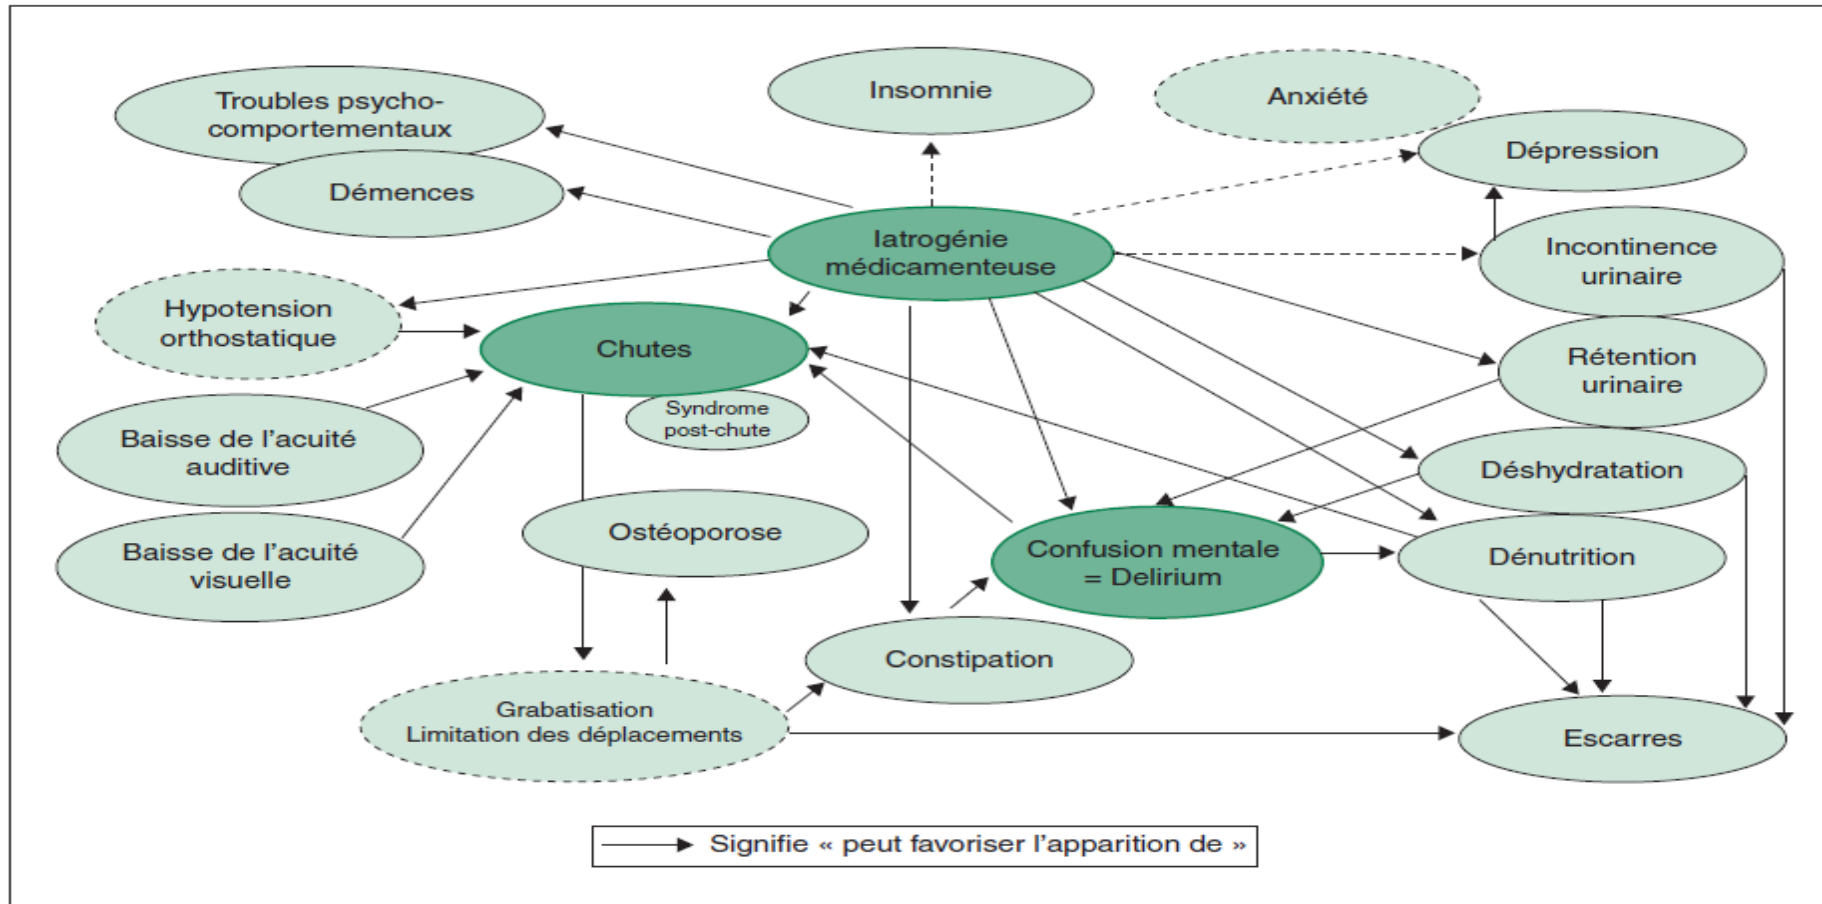 Troubles psycho-
comportementaux
Démences
Insomnie
Anxiété
Dépression
Iatrogénie
médicamenteuse
Incontinence
urinaire
Hypotension
orthostatique
Chutes
Syndrome
post-chute
Rétention
urinaire
Baisse de l’acuité
auditive
Déshydratation
Baisse de l’acuité
visuelle
Ostéoporose
Confusion mentale
= Delirium
Dénutrition
Constipation
Grabatisation
Limitation des déplacements
Escarres
Signifie « peut favoriser l’apparition de »